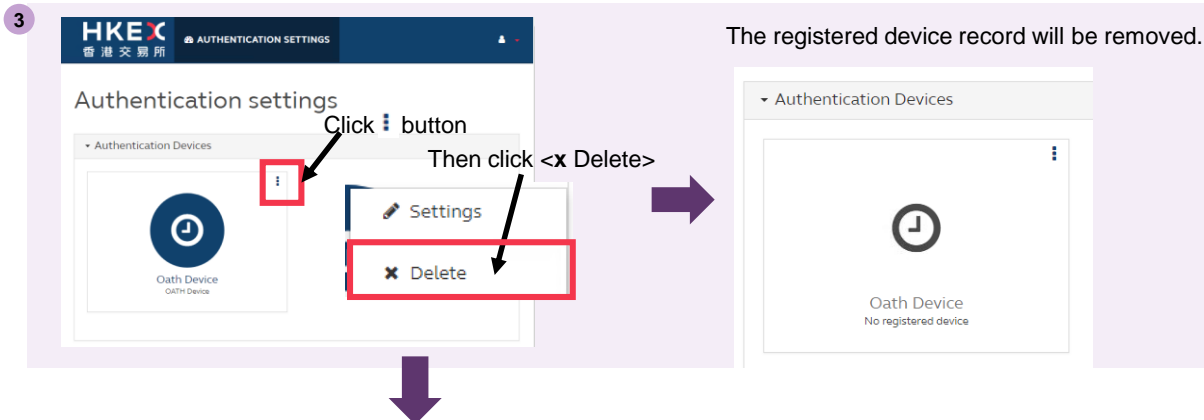 3
HKEX
香港交易所
AUTHENTICATION SETTINGS
Authentication settings
Click ⋮ button
Authentication Devices
Then click <x Delete>
Settings
Delete
Oath Device
OATH Device
The registered device record will be removed.
Authentication Devices
Oath Device
No registered device